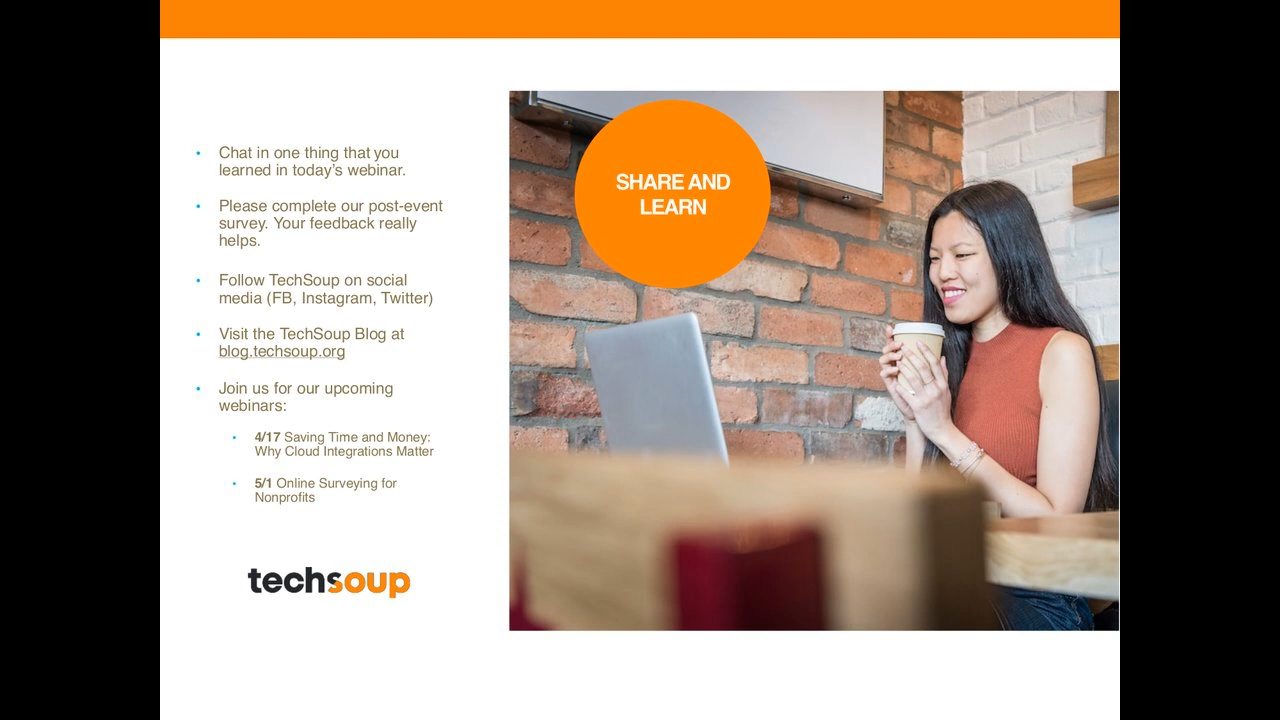 SHARE AND
LEARN
• Chat in one thing that you
learned in today's webinar.
• Please complete our post-event
survey. Your feedback really
helps.
• Follow TechSoup on social
media (FB, Instagram, Twitter)
• Visit the TechSoup Blog at
blog.techsoup.org
• Join us for our upcoming
webinars:
• 4/17 Saving Time and Money:
Why Cloud Integrations Matter
• 5/1 Online Surveying for
Nonprofits
techsoup